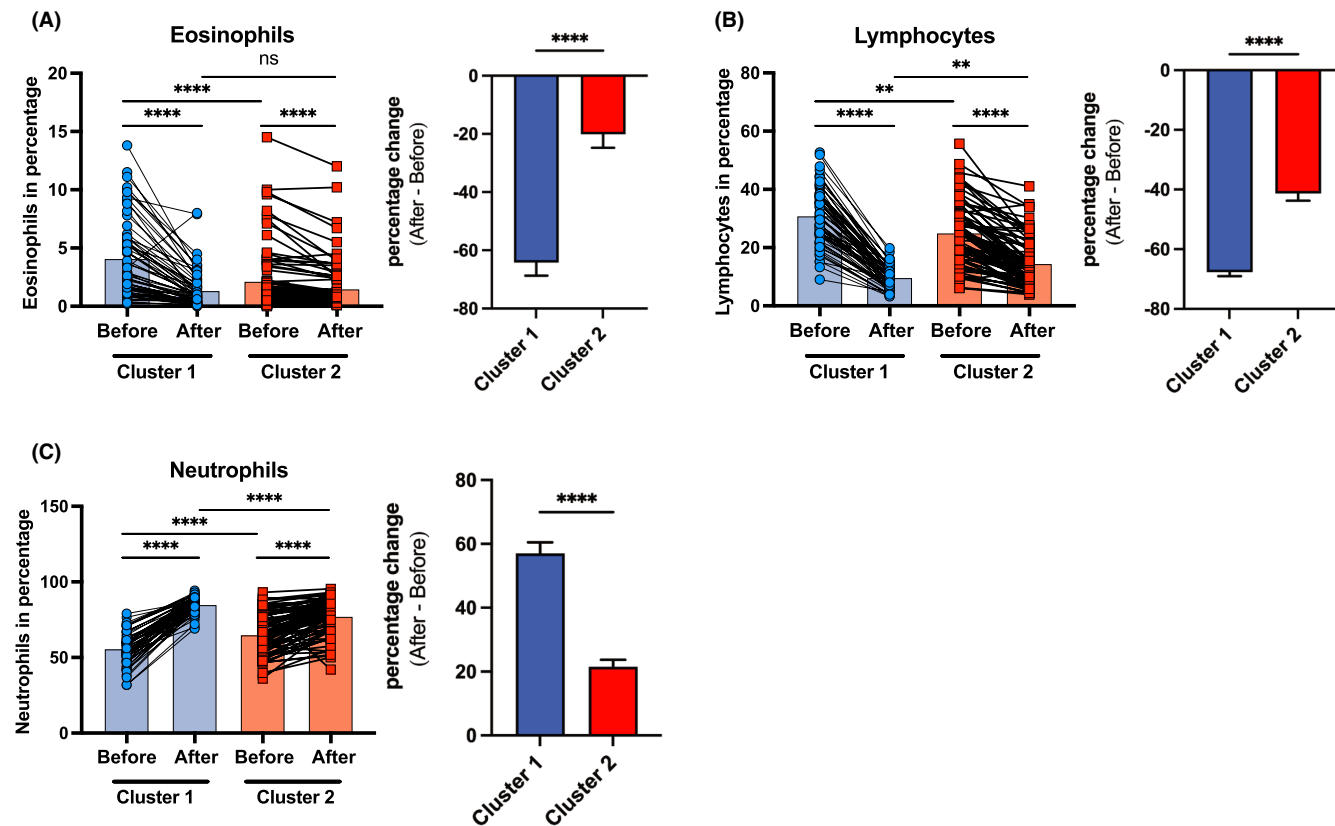 (A)
Eosinophils
ns
****
**** ****
Eosinophils in percentage
20
15
10
5
0
Before After Before After
Cluster 1 Cluster 2
****
percentage change
(After - Before)
0
-20
-40
-60
-80
Cluster 1
Cluster 2
(B)
Lymphocytes
**
**
**** ****
Lymphocytes in percentage
80
60
40
20
0
Before After Before After
Cluster 1 Cluster 2
****
percentage change
(After - Before)
0
-20
-40
-60
-80
Cluster 1
Cluster 2
(C)
Neutrophils
****
****
**** ****
Neutrophils in percentage
150
100
50
0
Before After Before After
Cluster 1 Cluster 2
****
percentage change
(After - Before)
80
60
40
20
0
Cluster 1
Cluster 2